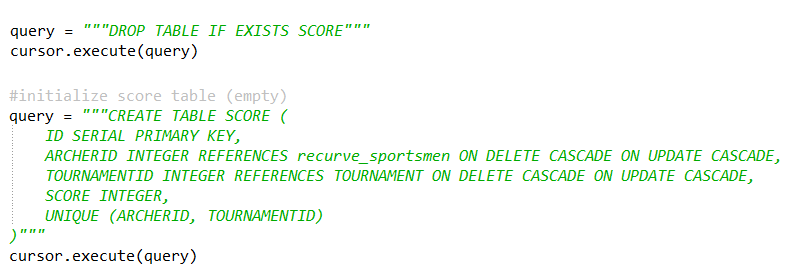 query = """DROP TABLE IF EXISTS SCORE"""
cursor.execute(query)
#initialize score table (empty)
query = """CREATE TABLE SCORE (
    ID SERIAL PRIMARY KEY,
    ARCHERID INTEGER REFERENCES recurve_sportsmen ON DELETE CASCADE ON UPDATE CASCADE,
    TOURNAMENTID INTEGER REFERENCES TOURNAMENT ON DELETE CASCADE ON UPDATE CASCADE,
    SCORE INTEGER,
    UNIQUE (ARCHERID, TOURNAMENTID)
)"""
cursor.execute(query)